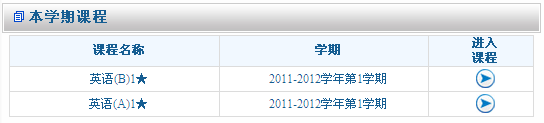 本学期课程
课程名称 学期 进入课程
英语(B)1★ 2011-2012学年第1学期
英语(A)1★ 2011-2012学年第1学期